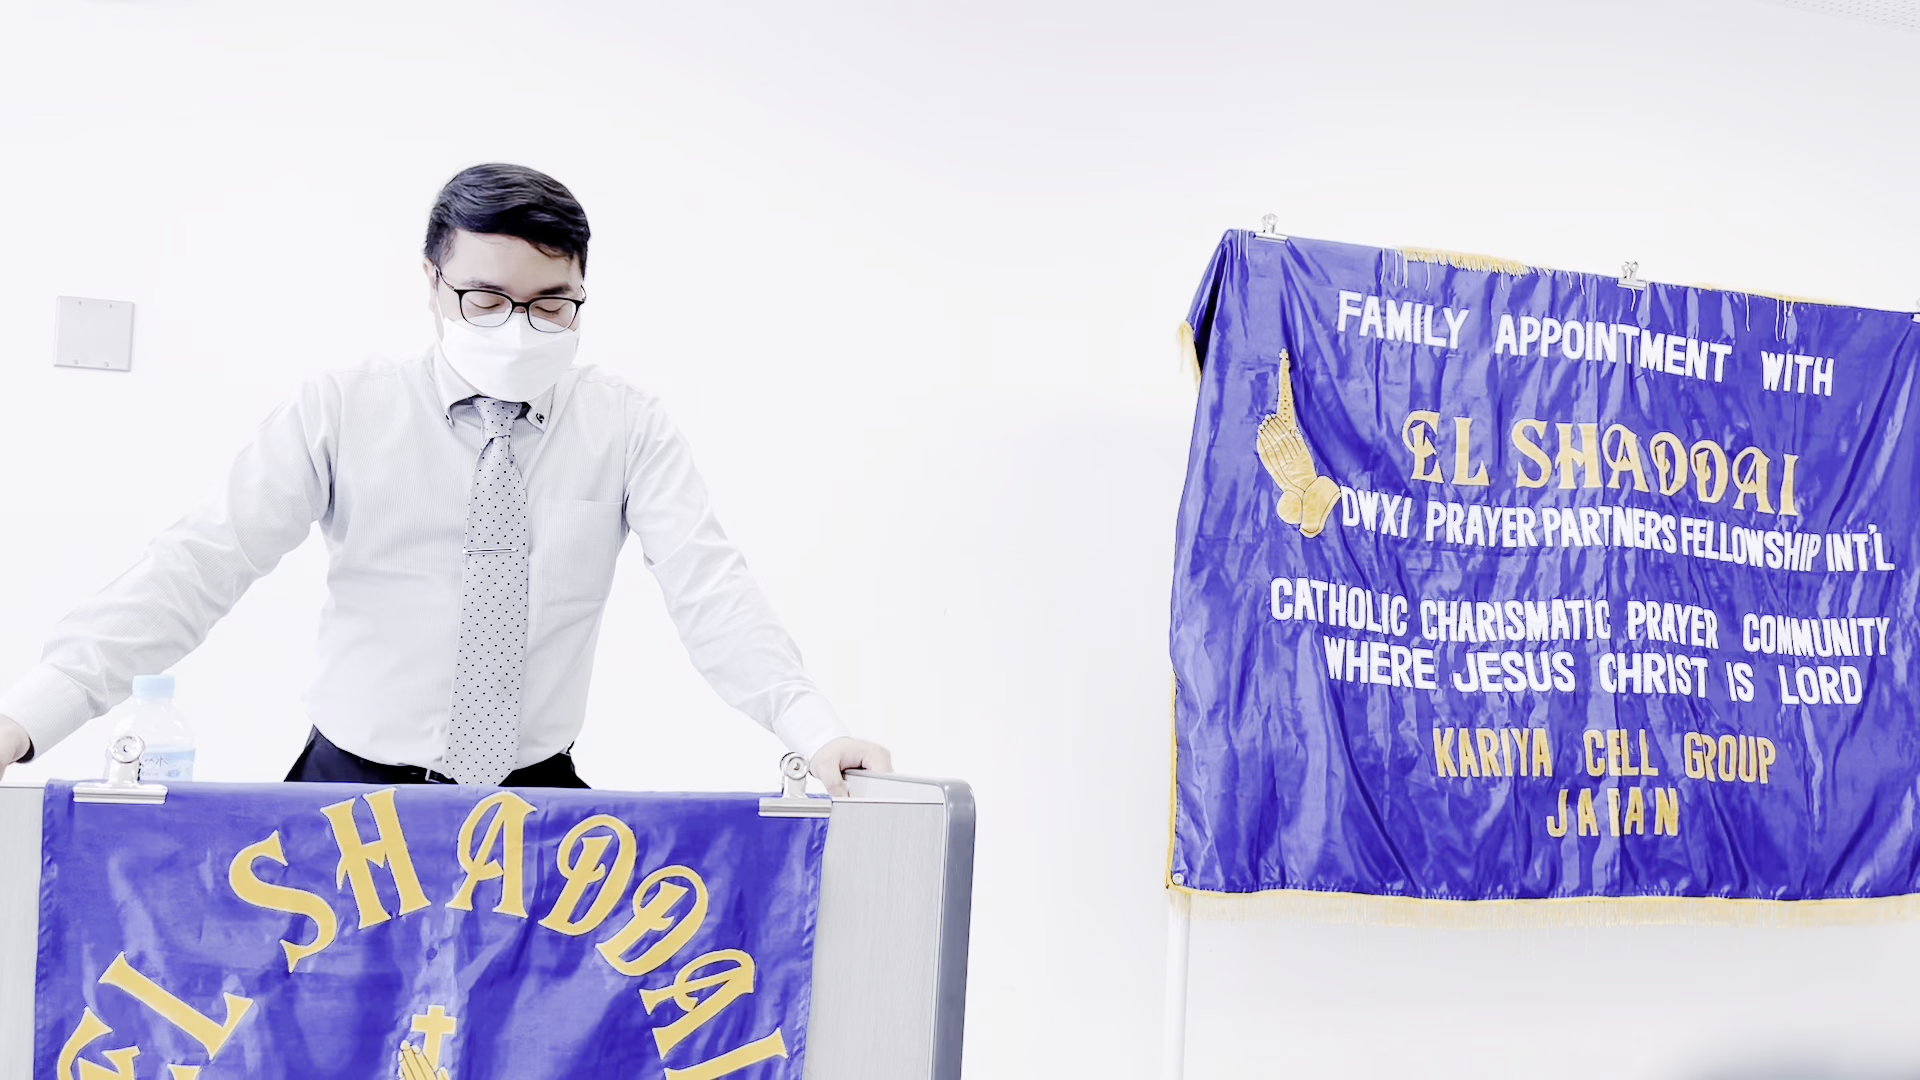 EL SHADDAI
FAMILY APPOINTMENT WITH
EL SHADDAI
DWXI PRAYER PARTNERS FELLOWSHIP INT'L
CATHOLIC CHARISMATIC PRAYER COMMUNITY
WHERE JESUS CHRIST IS LORD
KARIYA CELL GROUP
JAPAN